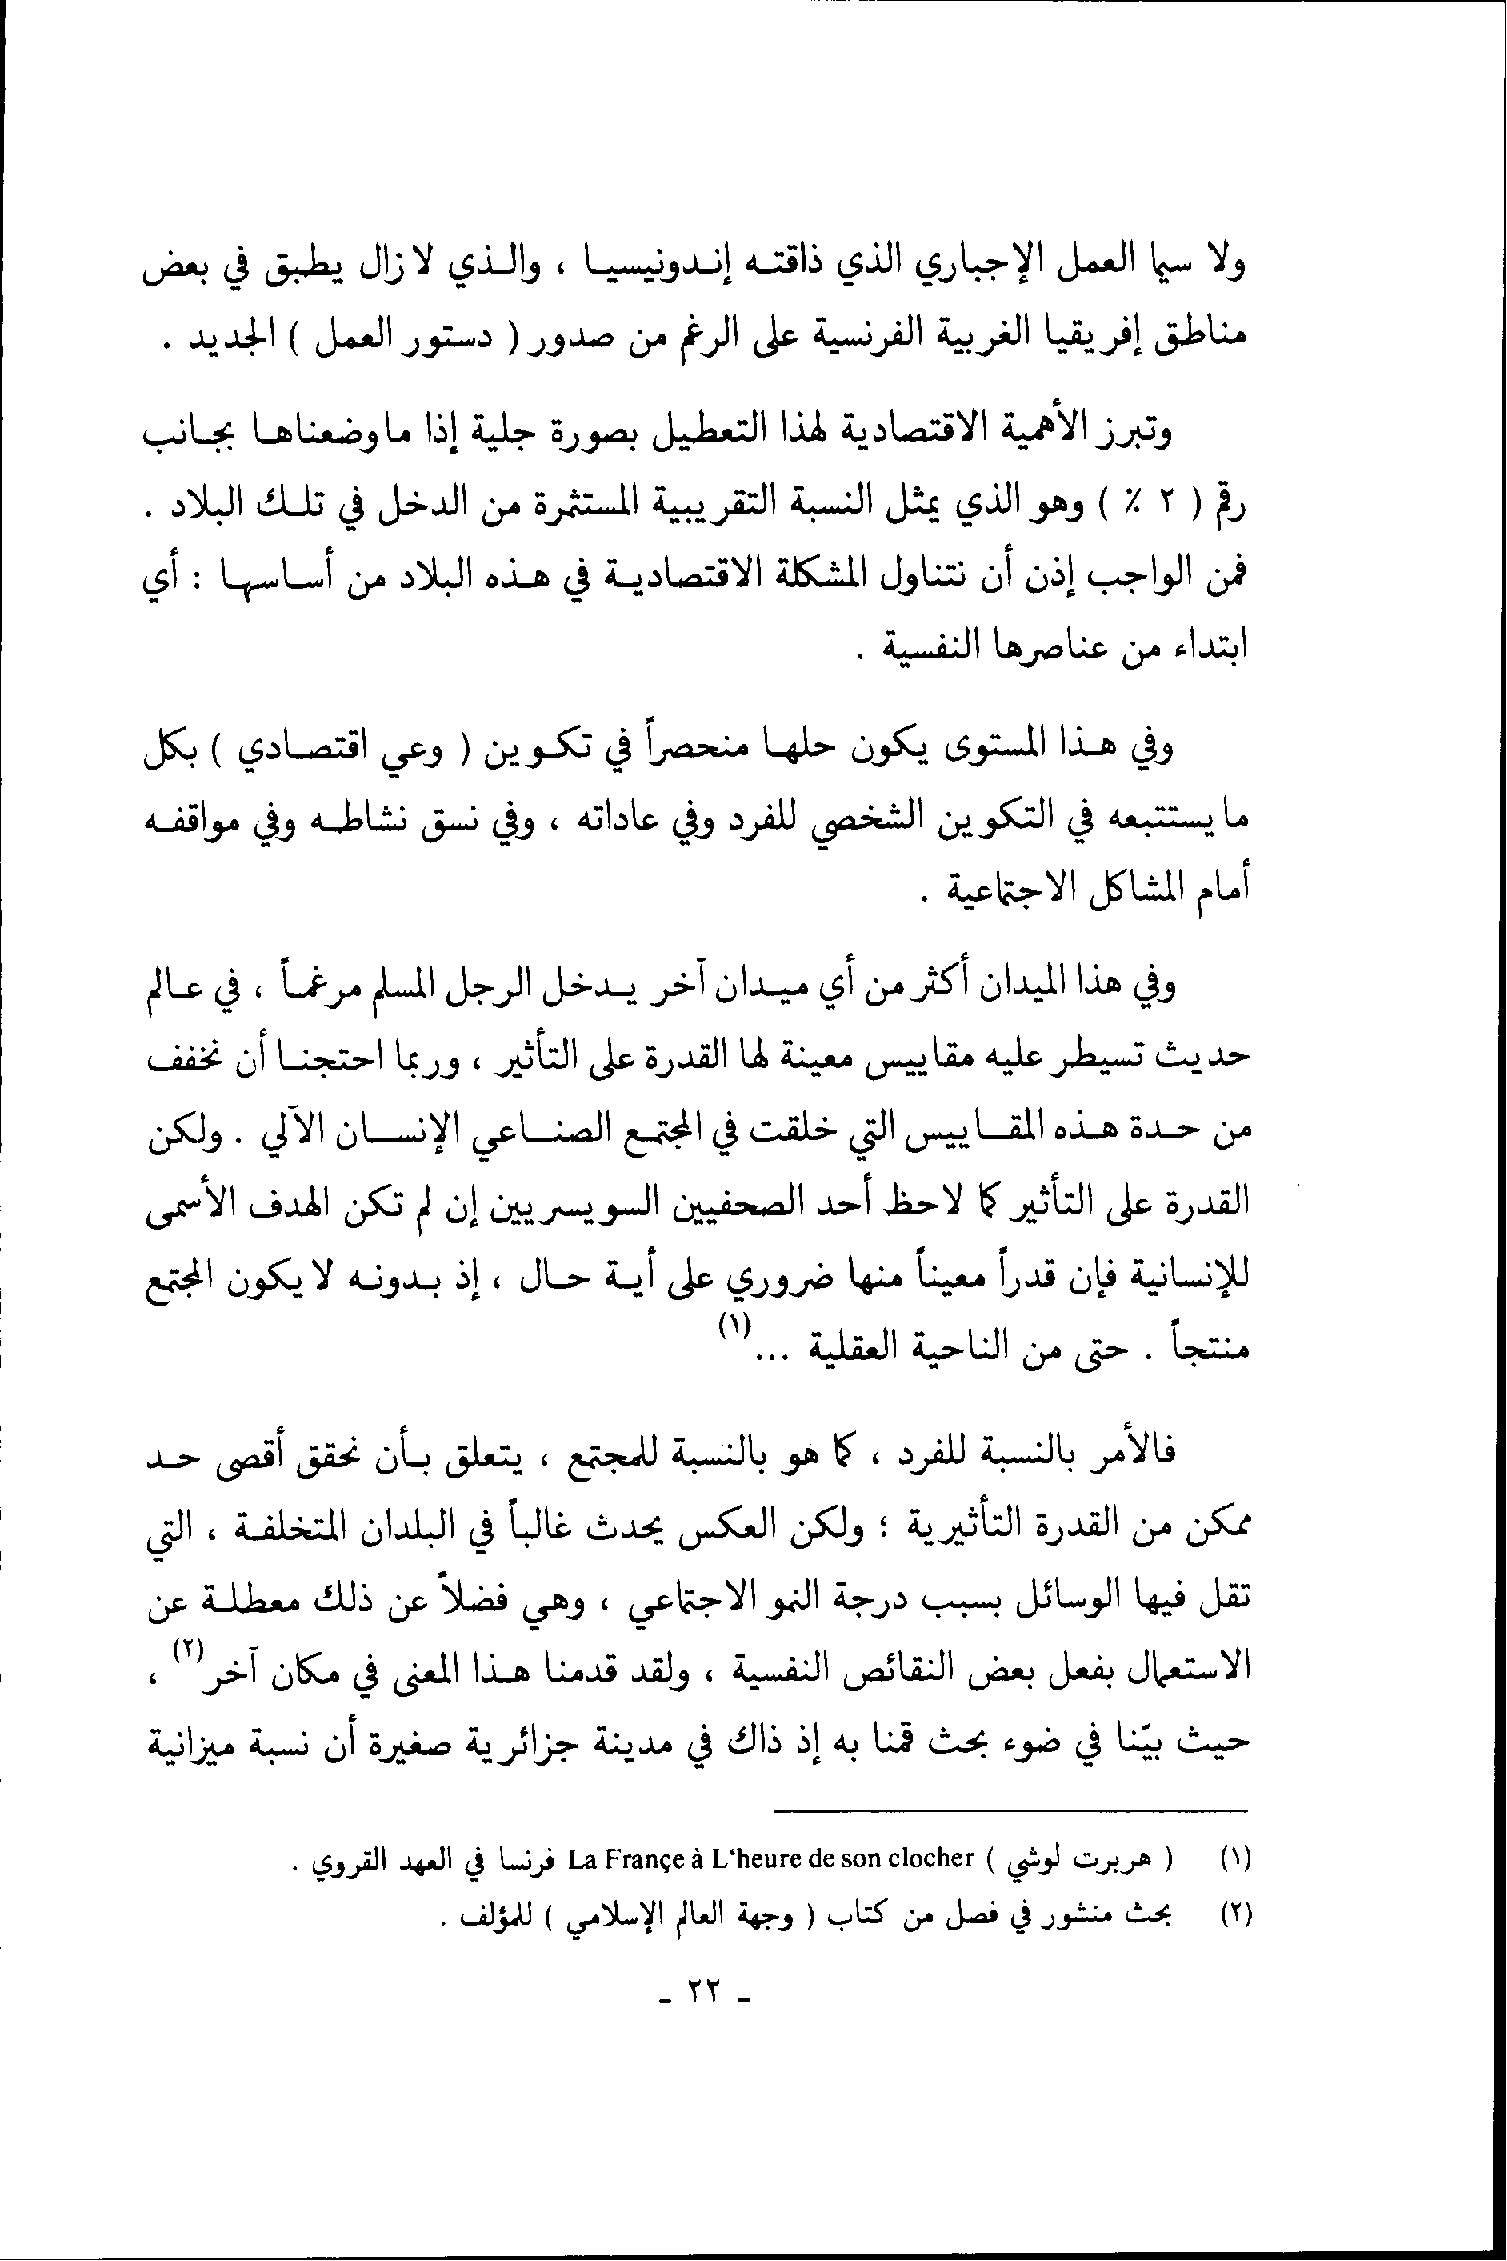 ولا سيما العمل الإجباري الذي ذاقته إندونيسيا ، والذي لا زال يطبق في بعض
مناطق إفريقيا الغربية الفرنسية على الرغم من صدور ( دستور العمل ) الجديد .
وتبرز الأهمية الاقتصادية لهذا التعطيل بصورة جلية إذا ما وضعناها بجانب
رقم ( ٢ ٪ ) وهو الذي يمثل النسبة التقريبية المستثمرة من الدخل في تلك البلاد .
فمن الواجب إذن أن نتناول المشكلة الاقتصادية في هذه البلاد من أساسها : أي
ابتداء من عناصرها النفسية .
وفي هذا المستوى يكون حلها منحصراً في تكوين ( وعي اقتصادي ) بكل
ما يستتبعه في التكوين الشخصي للفرد وفي عاداته ، وفي نسق نشاطه وفي مواقفه
أمام المشاكل الاجتماعية .
وفي هذا الميدان أكثر من أي ميدان آخر يدخل الرجل المسلم مرغماً ، في عالم
حديث تسيطر عليه مقاييس معينة لها القدرة على التأثير ، وربما احتجنا أن نخفف
من حدة هذه المقاييس التي خلقت في المجتمع الصناعي الإنسان الآلي . ولكن
القدرة على التأثير كما لاحظ أحد الصحفيين السويسريين إن لم تكن الهدف الأسمى
للإنسانية فإن قدراً معيناً منها ضروري على أية حال ، إذ بدونه لا يكون المجتمع
منتجاً . حتى من الناحية العقلية ...(١)
فالأمر بالنسبة للفرد ، كما هو بالنسبة للمجتمع ، يتعلق بأن نحقق أقصى حد
ممكن من القدرة التأثيرية ؛ ولكن العكس يحدث غالباً في البلدان المتخلفة ، التي
تقل فيها الوسائل بسبب درجة النمو الاجتماعي ، وهي فضلاً عن ذلك معطلة عن
الاستعمال بفعل بعض النقائص النفسية ، ولقد قدمنا هذا المعنى في مكان آخر(٢) ،
حيث بيّنا في ضوء بحث قمنا به إذ ذاك في مدينة جزائرية صغيرة أن نسبة ميزانية
(١) ( هربرت لوشي ) La Françe à L'heure de son clocher فرنسا في العهد القروي .
(٢) بحث منشور في فصل من كتاب ( وجهة العالم الإسلامي ) للمؤلف .
ـ ٢٢ ـ